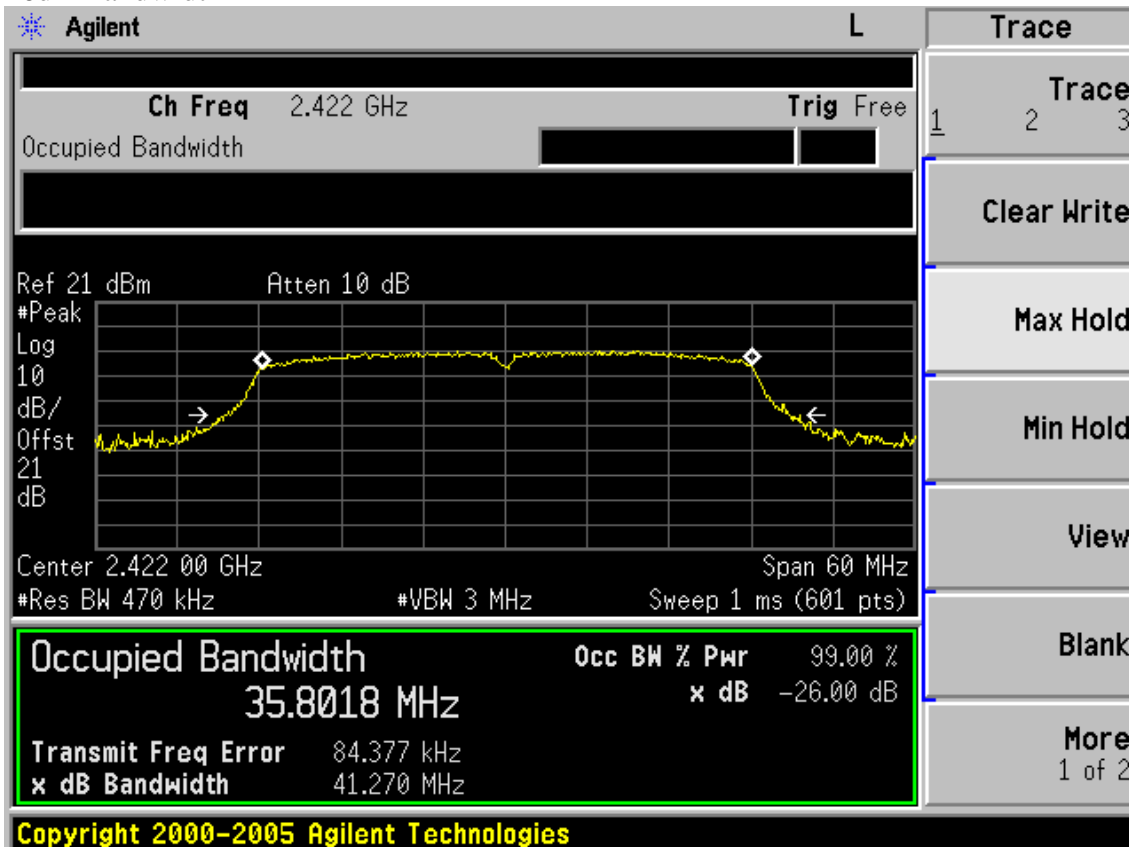 Agilent L
Ch Freq 2.422 GHz Trig Free
Occupied Bandwidth
Ref 21 dBm Atten 10 dB
#Peak
Log
10
dB/
Offst
21
dB
Center 2.422 00 GHz Span 60 MHz
#Res BW 470 kHz #VBW 3 MHz Sweep 1 ms (601 pts)
Occupied Bandwidth
35.8018 MHz
Occ BW % Pwr 99.00 %
x dB -26.00 dB
Transmit Freq Error 84.377 kHz
x dB Bandwidth 41.270 MHz
Copyright 2000-2005 Agilent Technologies
Trace
Trace
1 2 3
Clear Write
Max Hold
Min Hold
View
Blank
More
1 of 2